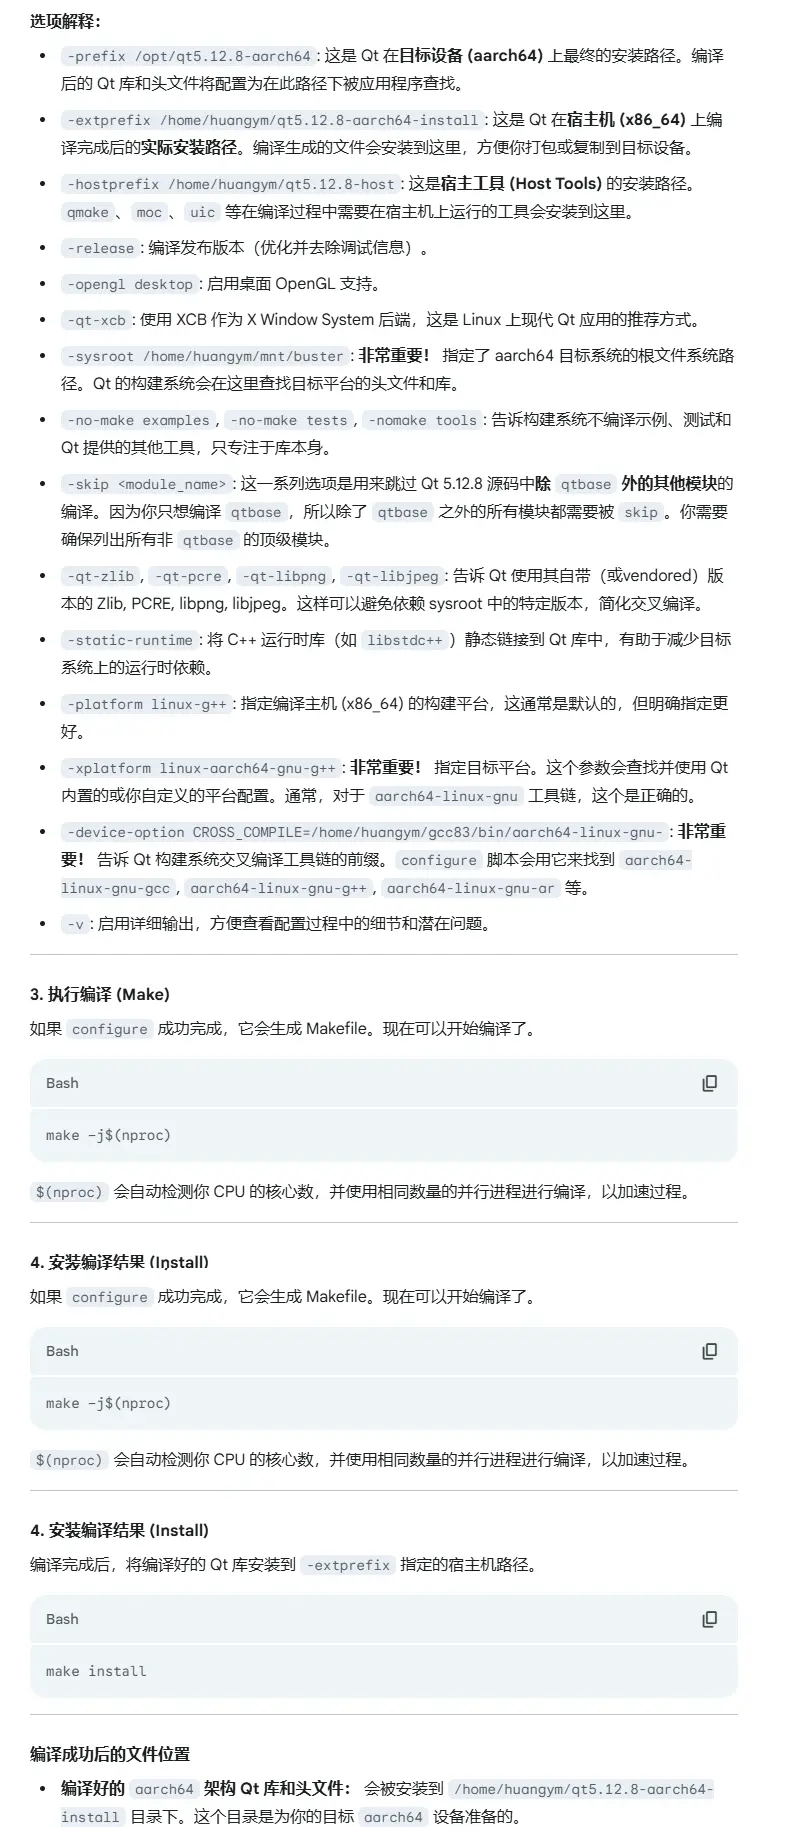 选项解释：
• -prefix /opt/qt5.12.8-aarch64 : 这是 Qt 在目标设备 (aarch64) 上最终的安装路径。编译
后的 Qt 库和头文件将配置为在此路径下被应用程序查找。
• -extprefix /home/huangym/qt5.12.8-aarch64-install : 这是 Qt 在宿主机 (x86_64) 上编
译完成后的实际安装路径。编译生成的文件会安装到这里，方便你打包或复制到目标设备。
• -hostprefix /home/huangym/qt5.12.8-host : 这是宿主工具 (Host Tools) 的安装路径。
qmake 、 moc 、 uic 等在编译过程中需要在宿主机上运行的工具会安装到这里。
• -release : 编译发布版本（优化并去除调试信息）。
• -opengl desktop : 启用桌面 OpenGL 支持。
• -qt-xcb : 使用 XCB 作为 X Window System 后端，这是 Linux 上现代 Qt 应用的推荐方式。
• -sysroot /home/huangym/mnt/buster : 非常重要！ 指定了 aarch64 目标系统的根文件系统路
径。Qt 的构建系统会在这里查找目标平台的头文件和库。
• -no-make examples , -no-make tests , -nomake tools : 告诉构建系统不编译示例、测试和
Qt 提供的其他工具，只专注于库本身。
• -skip <module_name> : 这一系列选项是用来跳过 Qt 5.12.8 源码中除 qtbase 外的其他模块的
编译。因为你只想编译 qtbase ，所以除了 qtbase 之外的所有模块都需要被 skip 。你需要
确保列出所有非 qtbase 的顶级模块。
• -qt-zlib , -qt-pcre , -qt-libpng , -qt-libjpeg : 告诉 Qt 使用其自带（或vendored）版
本的 Zlib, PCRE, libpng, libjpeg。这样可以避免依赖 sysroot 中的特定版本，简化交叉编译。
• -static-runtime : 将 C++ 运行时库（如 libstdc++ ）静态链接到 Qt 库中，有助于减少目标
系统上的运行时依赖。
• -platform linux-g++ : 指定编译主机 (x86_64) 的构建平台，这通常是默认的，但明确指定更
好。
• -xplatform linux-aarch64-gnu-g++ : 非常重要！ 指定目标平台。这个参数会查找并使用 Qt
内置的或你自定义的平台配置。通常，对于 aarch64-linux-gnu 工具链，这个是正确的。
• -device-option CROSS_COMPILE=/home/huangym/gcc83/bin/aarch64-linux-gnu- : 非常重
要！ 告诉 Qt 构建系统交叉编译工具链的前缀。 configure 脚本会用它来找到 aarch64-
linux-gnu-gcc , aarch64-linux-gnu-g++ , aarch64-linux-gnu-ar 等。
• -v : 启用详细输出，方便查看配置过程中的细节和潜在问题。
3. 执行编译 (Make)
如果 configure 成功完成，它会生成 Makefile。现在可以开始编译了。
Bash
make -j$(nproc)
$(nproc) 会自动检测你 CPU 的核心数，并使用相同数量的并行进程进行编译，以加速过程。
4. 安装编译结果 (Install)
如果 configure 成功完成，它会生成 Makefile。现在可以开始编译了。
Bash
make -j$(nproc)
$(nproc) 会自动检测你 CPU 的核心数，并使用相同数量的并行进程进行编译，以加速过程。
4. 安装编译结果 (Install)
编译完成后，将编译好的 Qt 库安装到 -extprefix 指定的宿主机路径。
Bash
make install
编译成功后的文件位置
• 编译好的 aarch64 架构 Qt 库和头文件： 会被安装到 /home/huangym/qt5.12.8-aarch64-
install 目录下。这个目录是为你的目标 aarch64 设备准备的。